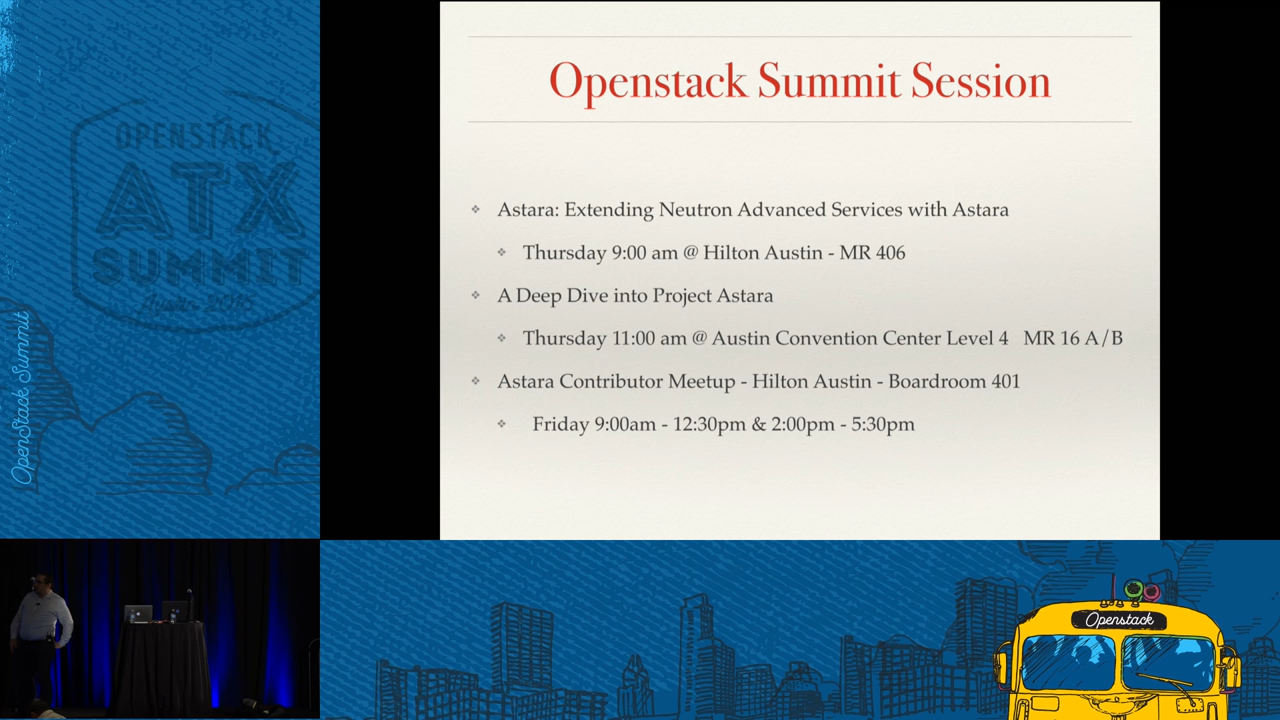 Openstack Summit Session
Astara: Extending Neutron Advanced Services with Astara
Thursday 9:00 am @ Hilton Austin - MR 406
A Deep Dive into Project Astara
Thursday 11:00 am @ Austin Convention Center Level 4 MR 16 A/B
Astara Contributor Meetup - Hilton Austin - Boardroom 401
Friday 9:00am - 12:30pm & 2:00pm - 5:30pm
OPENSTACK
ATX
SUMMIT
Austin 2016
OpenStack Summit
Openstack